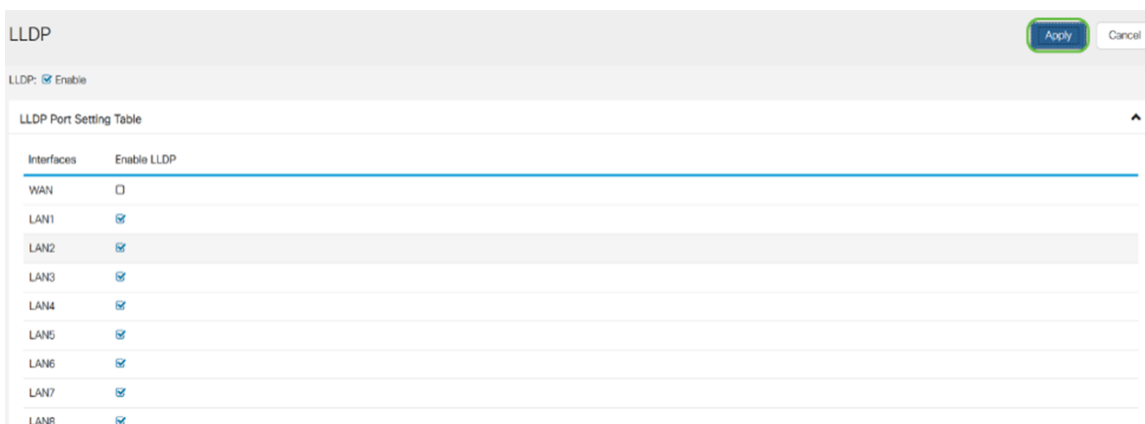 LLDP
Apply
Cancel
LLDP: Enable
LLDP Port Setting Table
Interfaces Enable LLDP
WAN
LAN1
LAN2
LAN3
LAN4
LAN5
LAN6
LAN7
LAN8